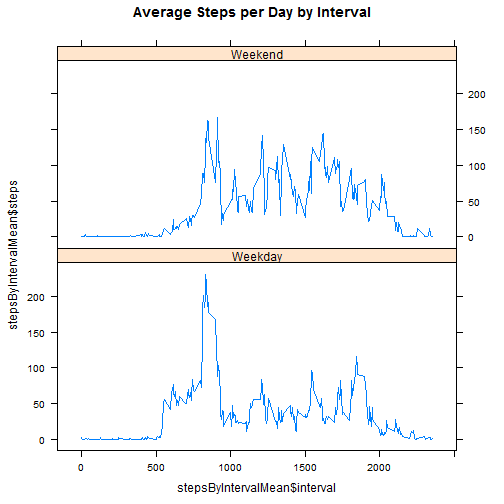 Average Steps per Day by Interval
Weekend
200
150
100
50
0
Weekday
200
150
100
50
0
0 500 1000 1500 2000
stepsByIntervalMean$steps
stepsByIntervalMean$interval